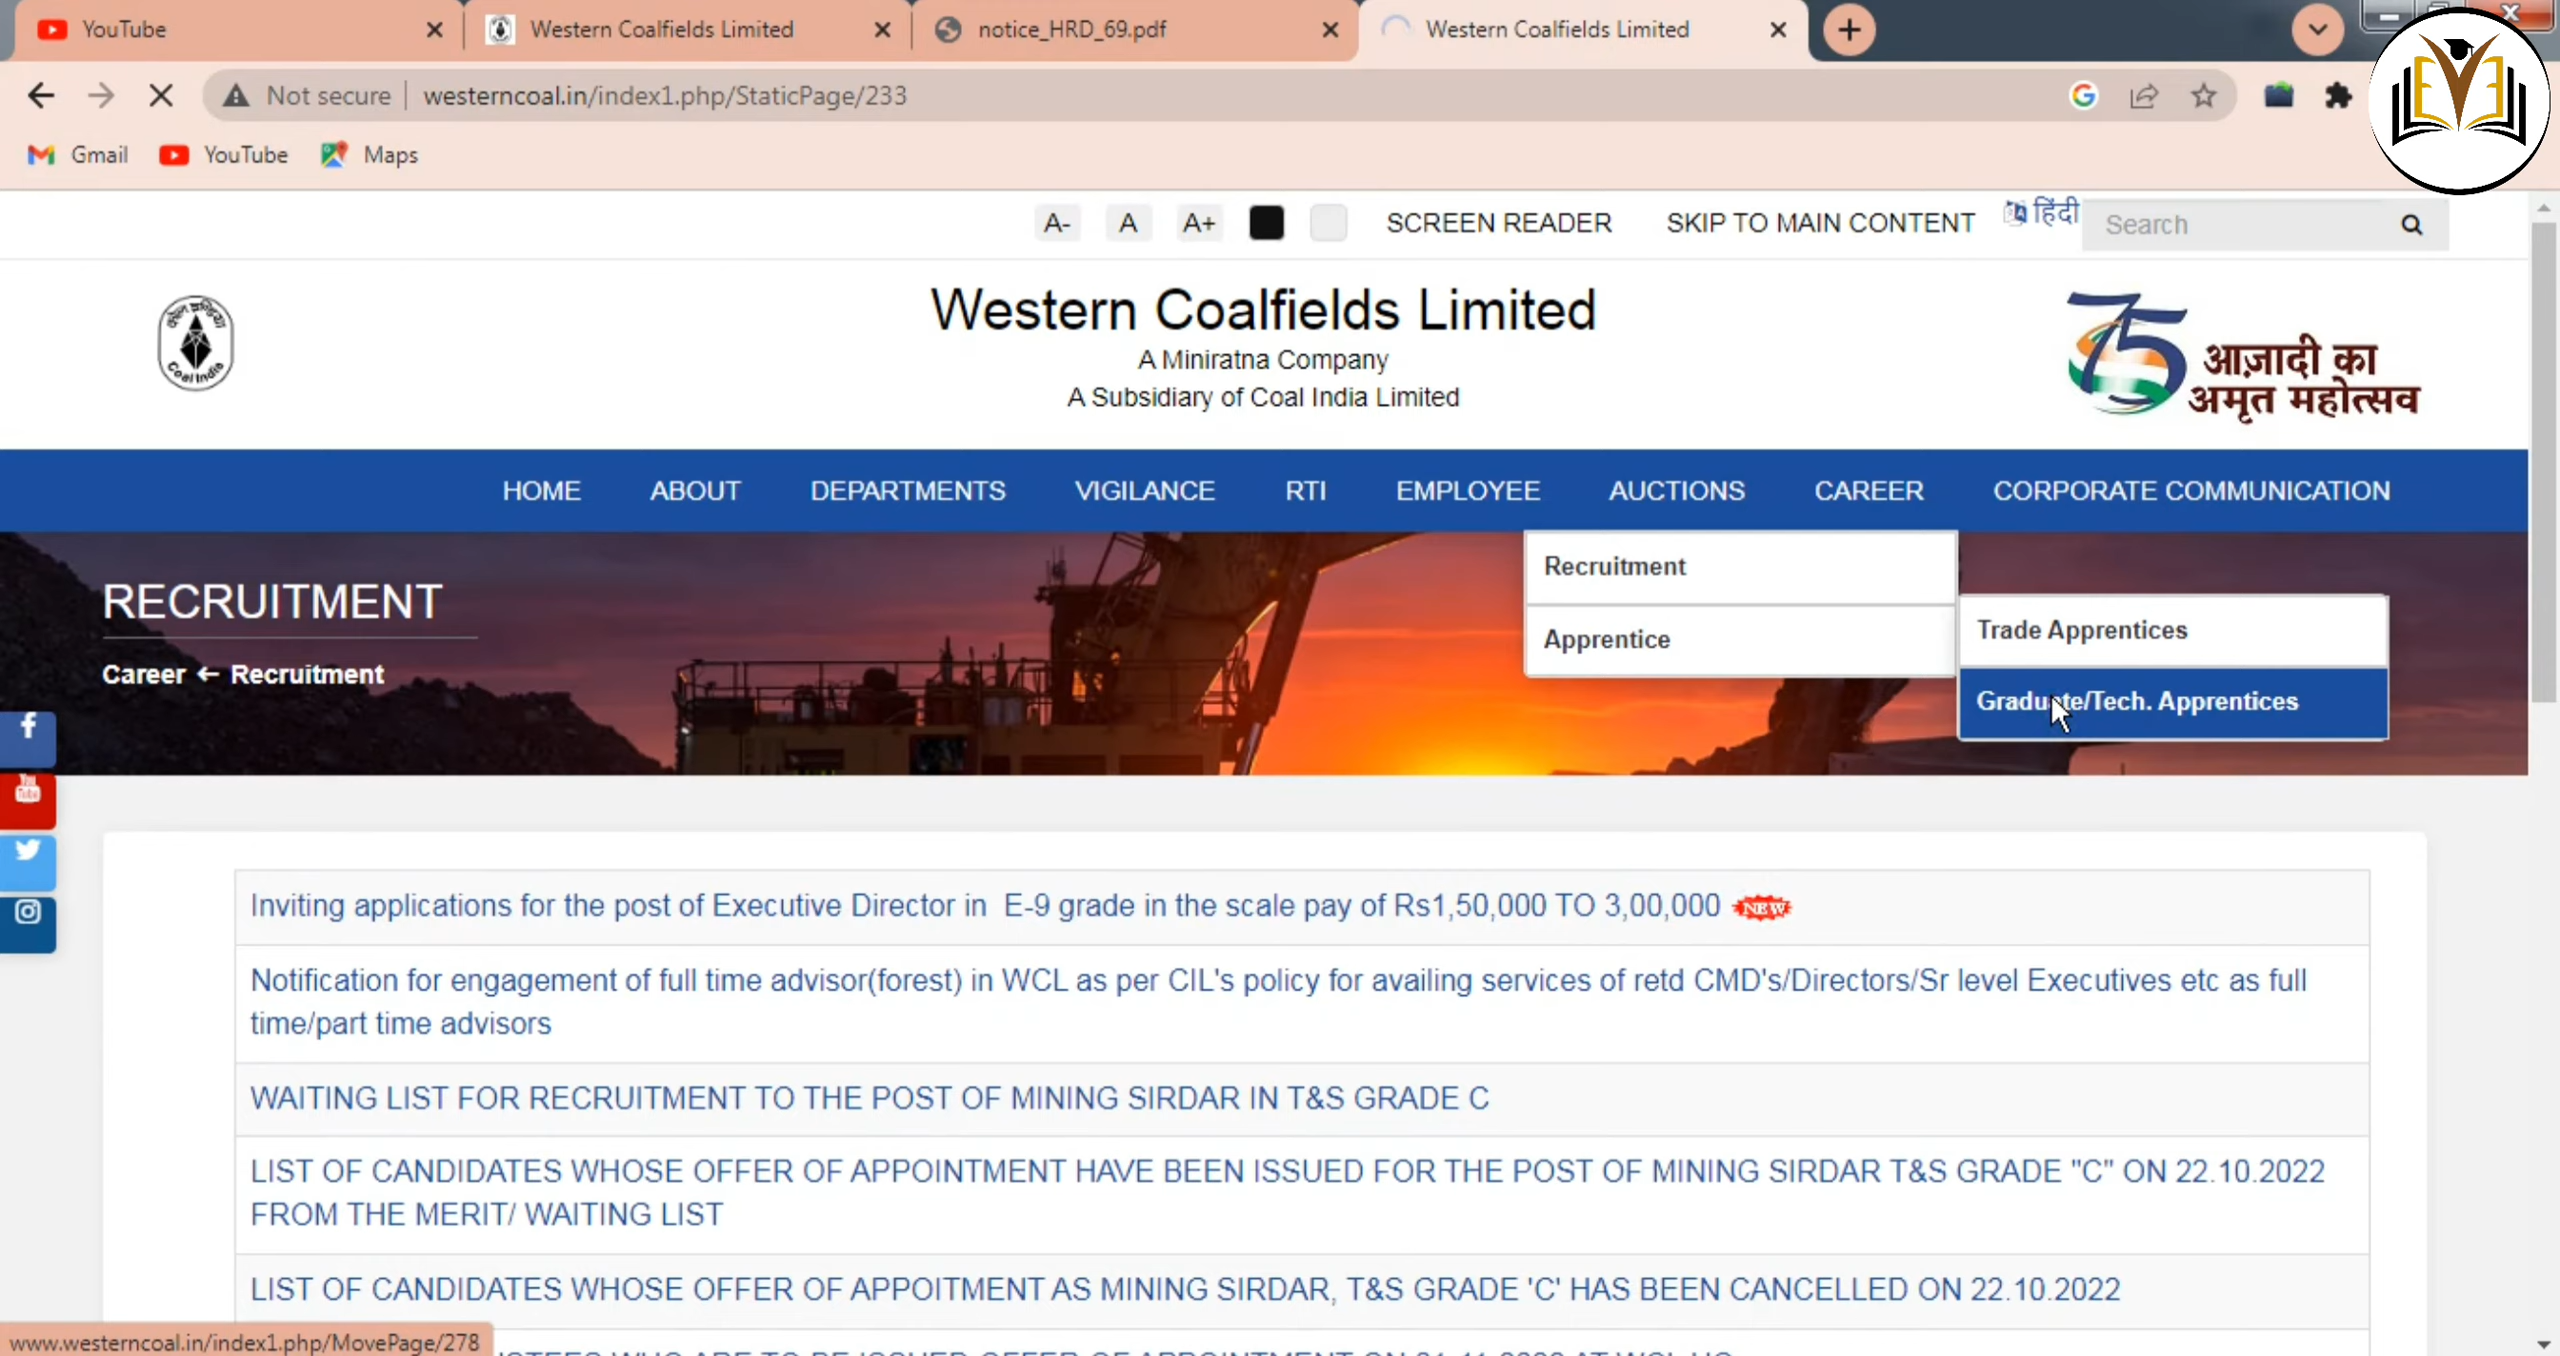 YouTube
Western Coalfields Limited
notice_HRD_69.pdf
Western Coalfields Limited
Not secure
westerncoal.in/index1.php/StaticPage/233
Gmail
YouTube
Maps
A-
A
A+
SCREEN READER
SKIP TO MAIN CONTENT
हिंदी
Search
Western Coalfields Limited
A Miniratna Company
A Subsidiary of Coal India Limited
Coal India
75
आज़ादी का
अमृत महोत्सव
HOME
ABOUT
DEPARTMENTS
VIGILANCE
RTI
EMPLOYEE
AUCTIONS
CAREER
CORPORATE COMMUNICATION
Recruitment
Apprentice
Trade Apprentices
Graduate/Tech. Apprentices
RECRUITMENT
Career ← Recruitment
Inviting applications for the post of Executive Director in E-9 grade in the scale pay of Rs1,50,000 TO 3,00,000 NEW
Notification for engagement of full time advisor(forest) in WCL as per CIL's policy for availing services of retd CMD's/Directors/Sr level Executives etc as full
time/part time advisors
WAITING LIST FOR RECRUITMENT TO THE POST OF MINING SIRDAR IN T&S GRADE C
LIST OF CANDIDATES WHOSE OFFER OF APPOINTMENT HAVE BEEN ISSUED FOR THE POST OF MINING SIRDAR T&S GRADE "C" ON 22.10.2022
FROM THE MERIT/ WAITING LIST
LIST OF CANDIDATES WHOSE OFFER OF APPOITMENT AS MINING SIRDAR, T&S GRADE 'C' HAS BEEN CANCELLED ON 22.10.2022
www.westerncoal.in/index1.php/MovePage/278